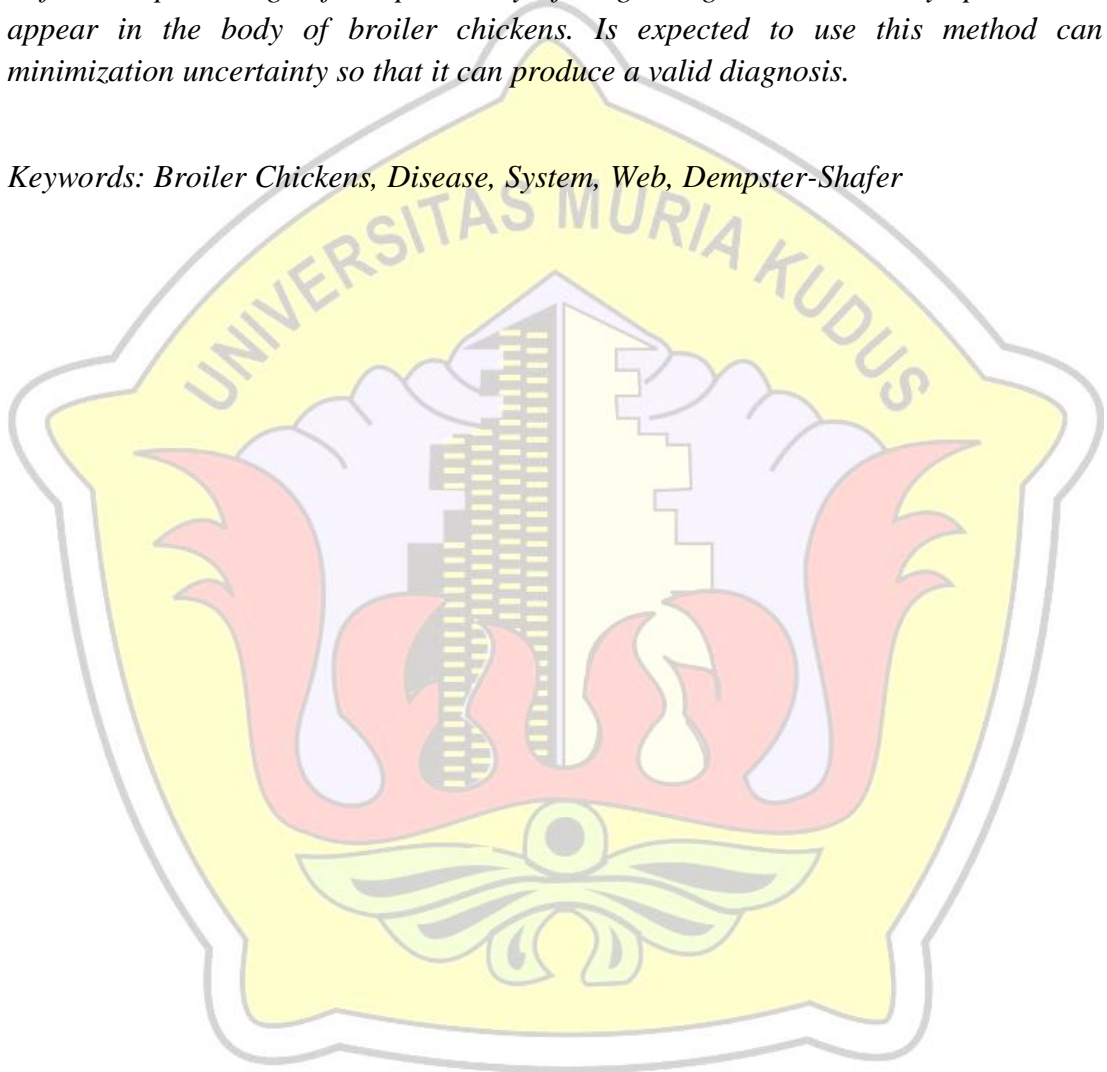 appear in the body of broiler chickens. Is expected to use this method can
minimization uncertainty so that it can produce a valid diagnosis.
Keywords: Broiler Chickens, Disease, System, Web, Dempster-Shafer
UNIVERSITAS MURIA KUDUS